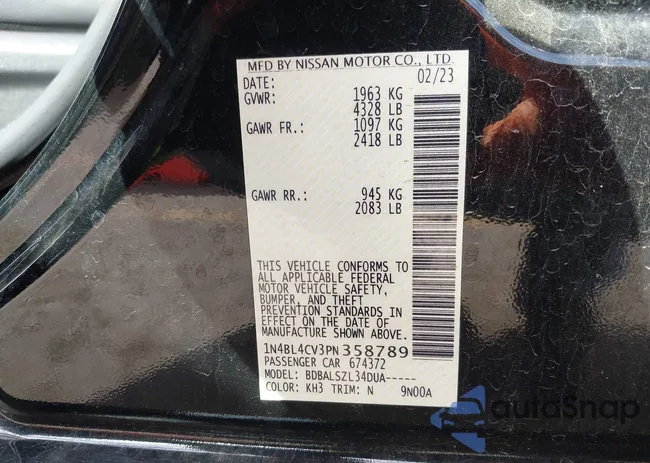 MFD BY NISSAN MOTOR CO., LTD.
DATE: 02/23
GVWR: 1963 KG
4328 LB
GAWR FR.: 1097 KG
2418 LB
GAWR RR.: 945 KG
2083 LB
THIS VEHICLE CONFORMS TO
ALL APPLICABLE FEDERAL
MOTOR VEHICLE SAFETY,
BUMPER, AND THEFT
PREVENTION STANDARDS IN
EFFECT ON THE DATE OF
MANUFACTURE SHOWN ABOVE.
1N4BL4CV3PN358789
PASSENGER CAR 674372
MODEL: BDBALSZL34DUA-----
COLOR: KH3 TRIM: N 9N00A
autoSnap